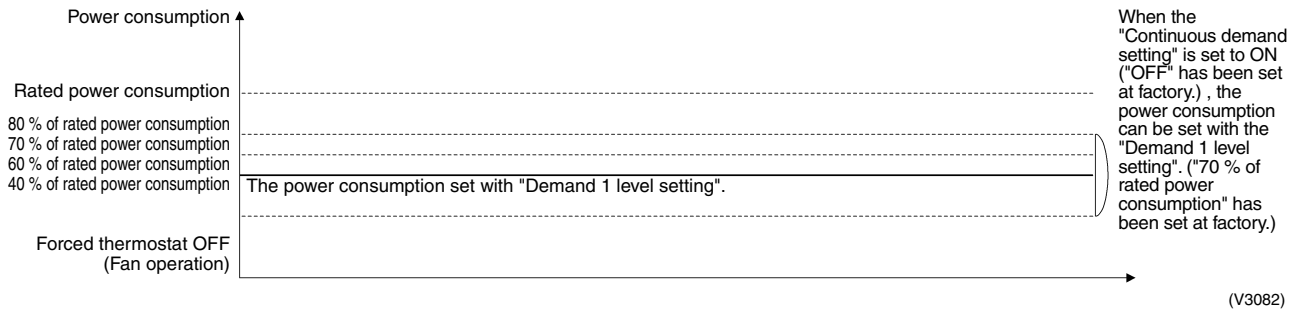 Power consumption
Rated power consumption
80 % of rated power consumption
70 % of rated power consumption
60 % of rated power consumption
40 % of rated power consumption
The power consumption set with "Demand 1 level setting".
Forced thermostat OFF
(Fan operation)
When the
"Continuous demand
setting" is set to ON
("OFF" has been set
at factory.) , the
power consumption
can be set with the
"Demand 1 level
setting". ("70 % of
rated power
consumption" has
been set at factory.)
(V3082)